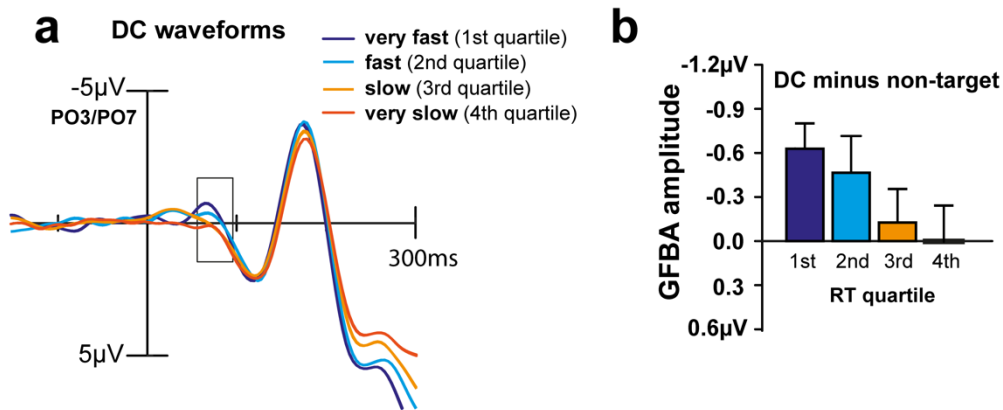 a
DC waveforms
very fast (1st quartile)
fast (2nd quartile)
slow (3rd quartile)
very slow (4th quartile)
-5µV
PO3/PO7
300ms
5µV
b
-1.2µV
DC minus non-target
-0.9
-0.6
-0.3
0.0
0.3
0.6µV
GFBA amplitude
1st 2nd 3rd 4th
RT quartile